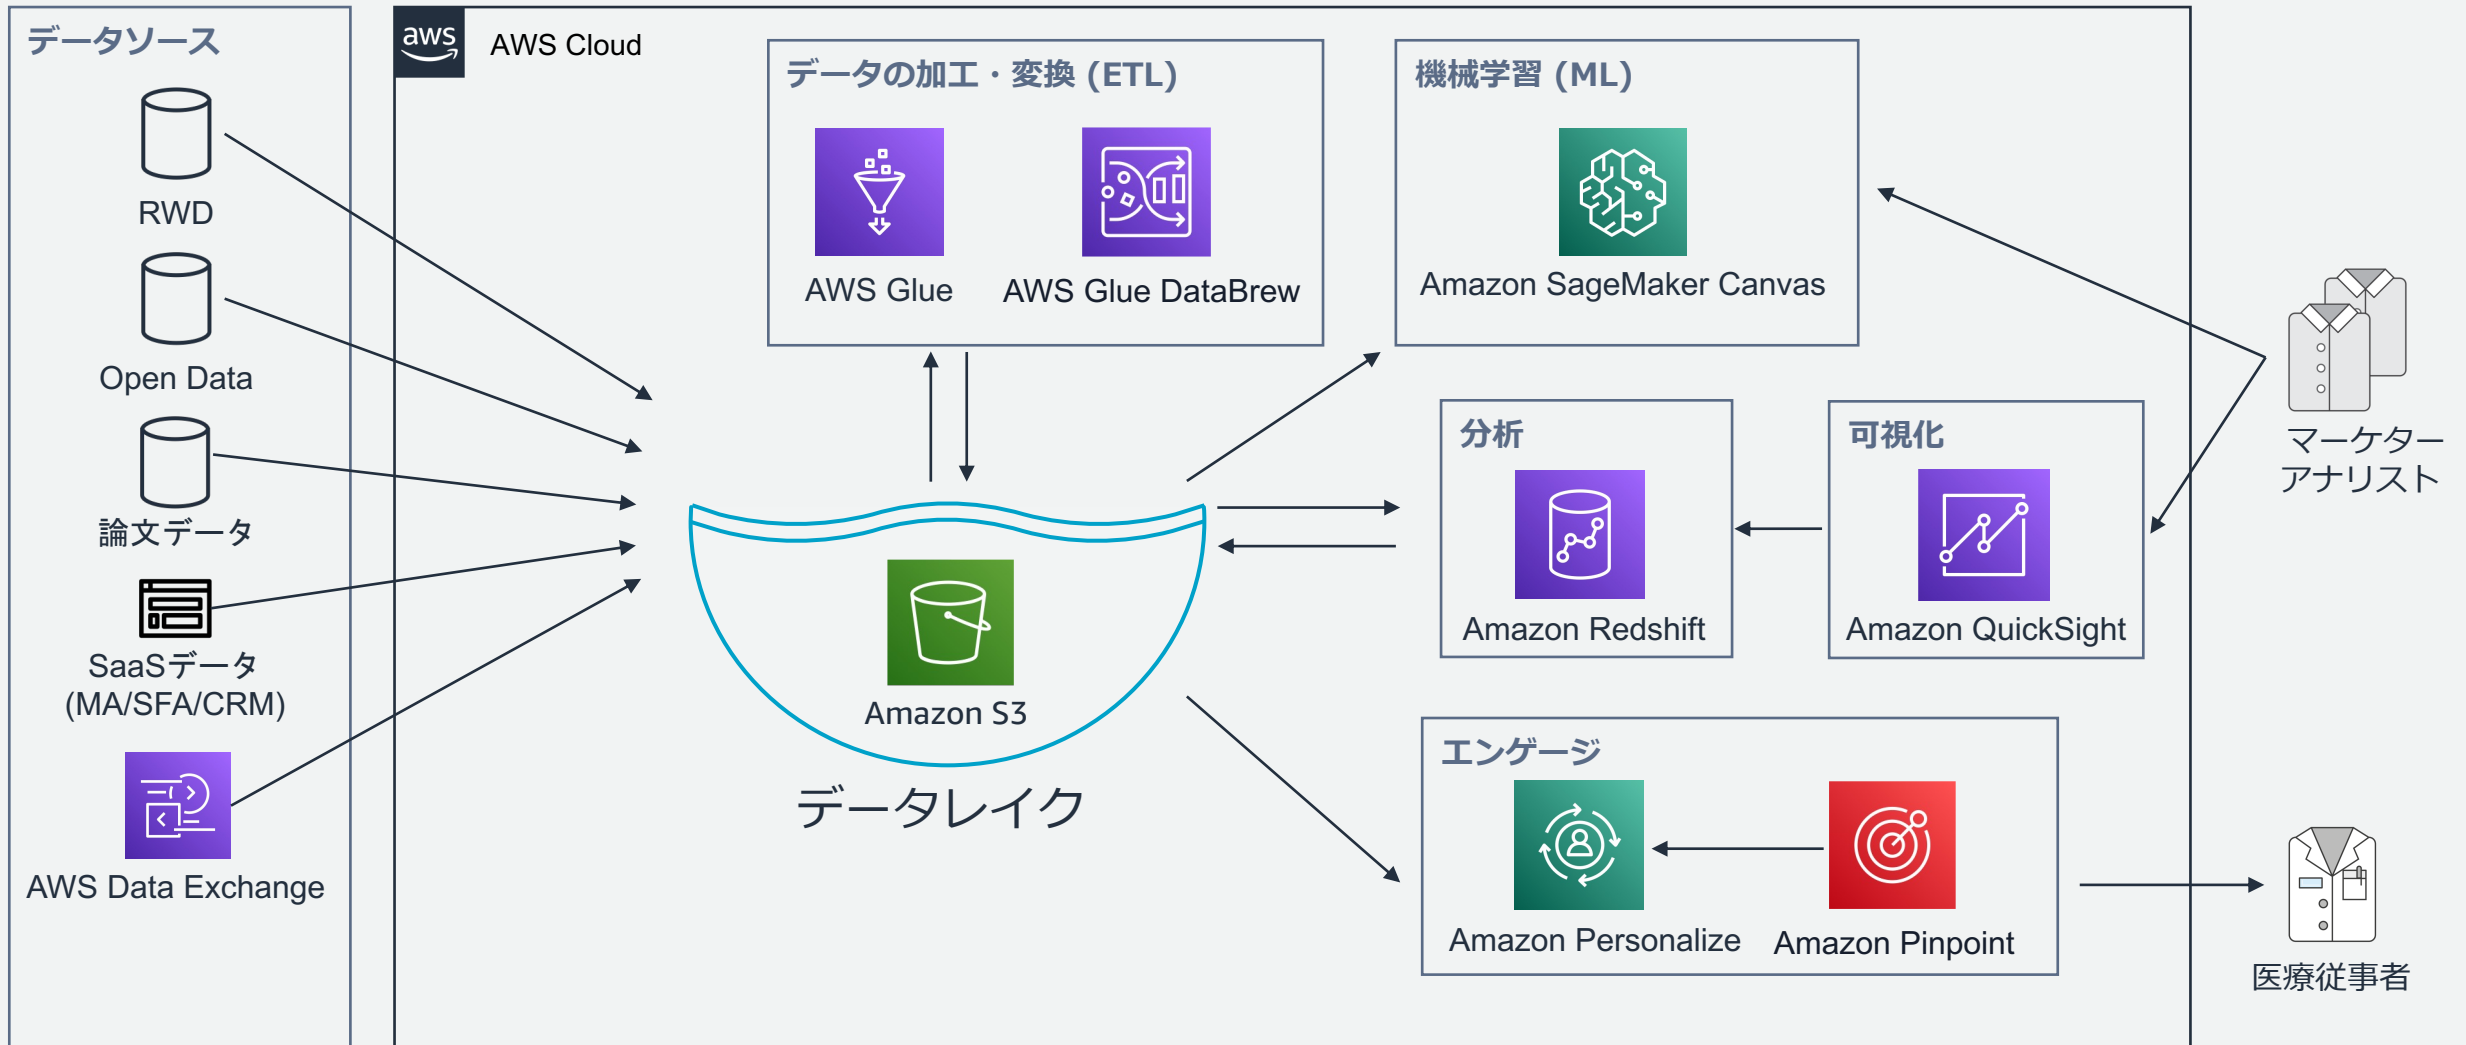 データソース
RWD
Open Data
論文データ
SaaSデータ
(MA/SFA/CRM)
AWS Data Exchange
aws
AWS Cloud
データの加工・変換 (ETL)
AWS Glue
AWS Glue DataBrew
機械学習 (ML)
Amazon SageMaker Canvas
Amazon S3
データレイク
分析
Amazon Redshift
可視化
Amazon QuickSight
エンゲージ
Amazon Personalize
Amazon Pinpoint
マーケター
アナリスト
医療従事者